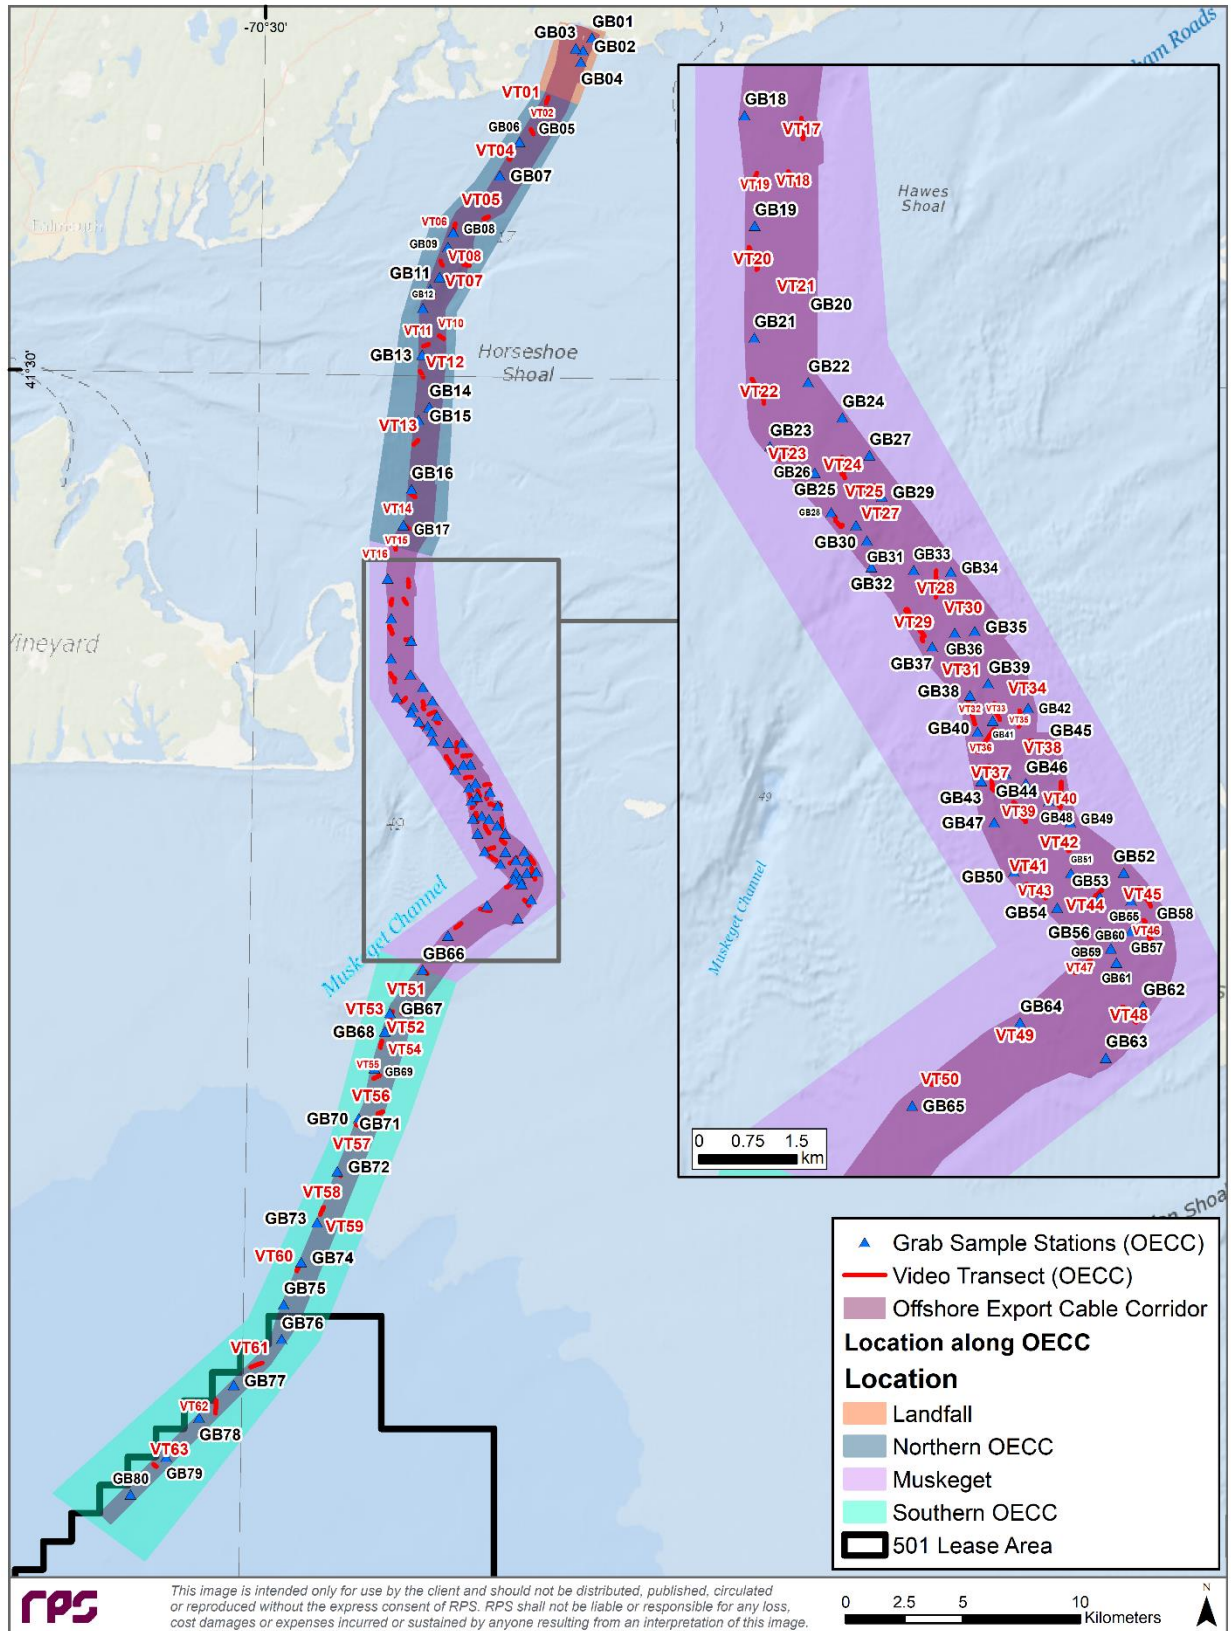 -70°30'
41°30'
GB01
GB03
GB02
GB04
VT01
VT02
GB06
GB05
VT04
GB07
VT05
VT06
GB08
17
GB09
VT08
GB11
VT07
GB12
VT10
VT11
GB13
VT12
Horseshoe
Shoal
GB14
GB15
VT13
GB16
VT14
GB17
VT15
VT16
Falmouth
Vineyard
49
Muskeget Channel
GB66
VT51
VT53
GB67
GB68
VT52
VT54
VT55
GB69
VT56
GB70
GB71
VT57
GB72
VT58
GB73
VT59
VT60
GB74
GB75
GB76
VT61
GB77
VT62
GB78
VT63
GB79
GB80
ham Roads
GB18
VT17
VT19
VT18
Hawes
Shoal
GB19
VT20
VT21
GB20
GB21
GB22
VT22
GB24
GB23
VT23
GB27
VT24
GB26
GB25
VT25
GB29
GB28
VT27
GB30
GB31
GB33
GB32
GB34
VT28
VT30
VT29
GB35
GB36
GB37
VT31
GB39
GB38
VT34
VT32
VT33
GB42
VT35
GB40
GB41
GB45
VT36
VT38
VT37
GB46
GB43
GB44
VT40
VT39
GB47
GB48
GB49
49
VT42
VT41
GB51
GB52
GB50
GB53
VT43
VT45
VT44
GB54
GB55
GB58
GB56
VT46
GB60
GB57
GB59
VT47
GB61
GB62
GB64
VT48
VT49
GB63
VT50
GB65
Muskeget
Channel
0 0.75 1.5
km
Shoal
Grab Sample Stations (OECC)
Video Transect (OECC)
Offshore Export Cable Corridor
Location along OECC
Location
Landfall
Northern OECC
Muskeget
Southern OECC
501 Lease Area
rps
This image is intended only for use by the client and should not be distributed, published, circulated
or reproduced without the express consent of RPS. RPS shall not be liable or responsible for any loss,
cost damages or expenses incurred or sustained by anyone resulting from an interpretation of this image.
0 2.5 5 10
Kilometers
N